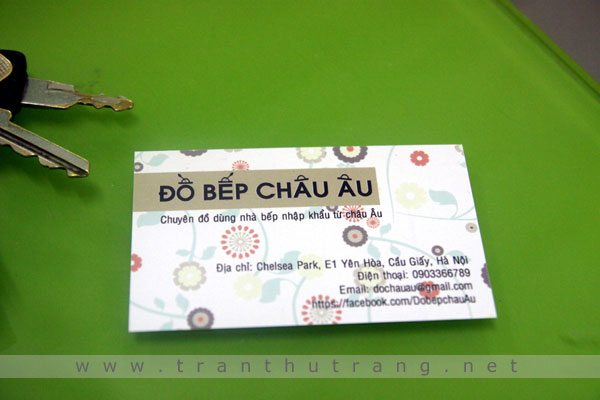 ĐỒ BẾP CHÂU ÂU
Chuyên đồ dùng nhà bếp nhập khẩu từ châu Âu
Địa chỉ: Chelsea Park, E1 Yên Hòa, Cầu Giấy, Hà Nội
Điện thoại: 0903366789
Email: dochauau@gmail.com
https://facebook.com/DobepchauAu
www.tranthutrang.net